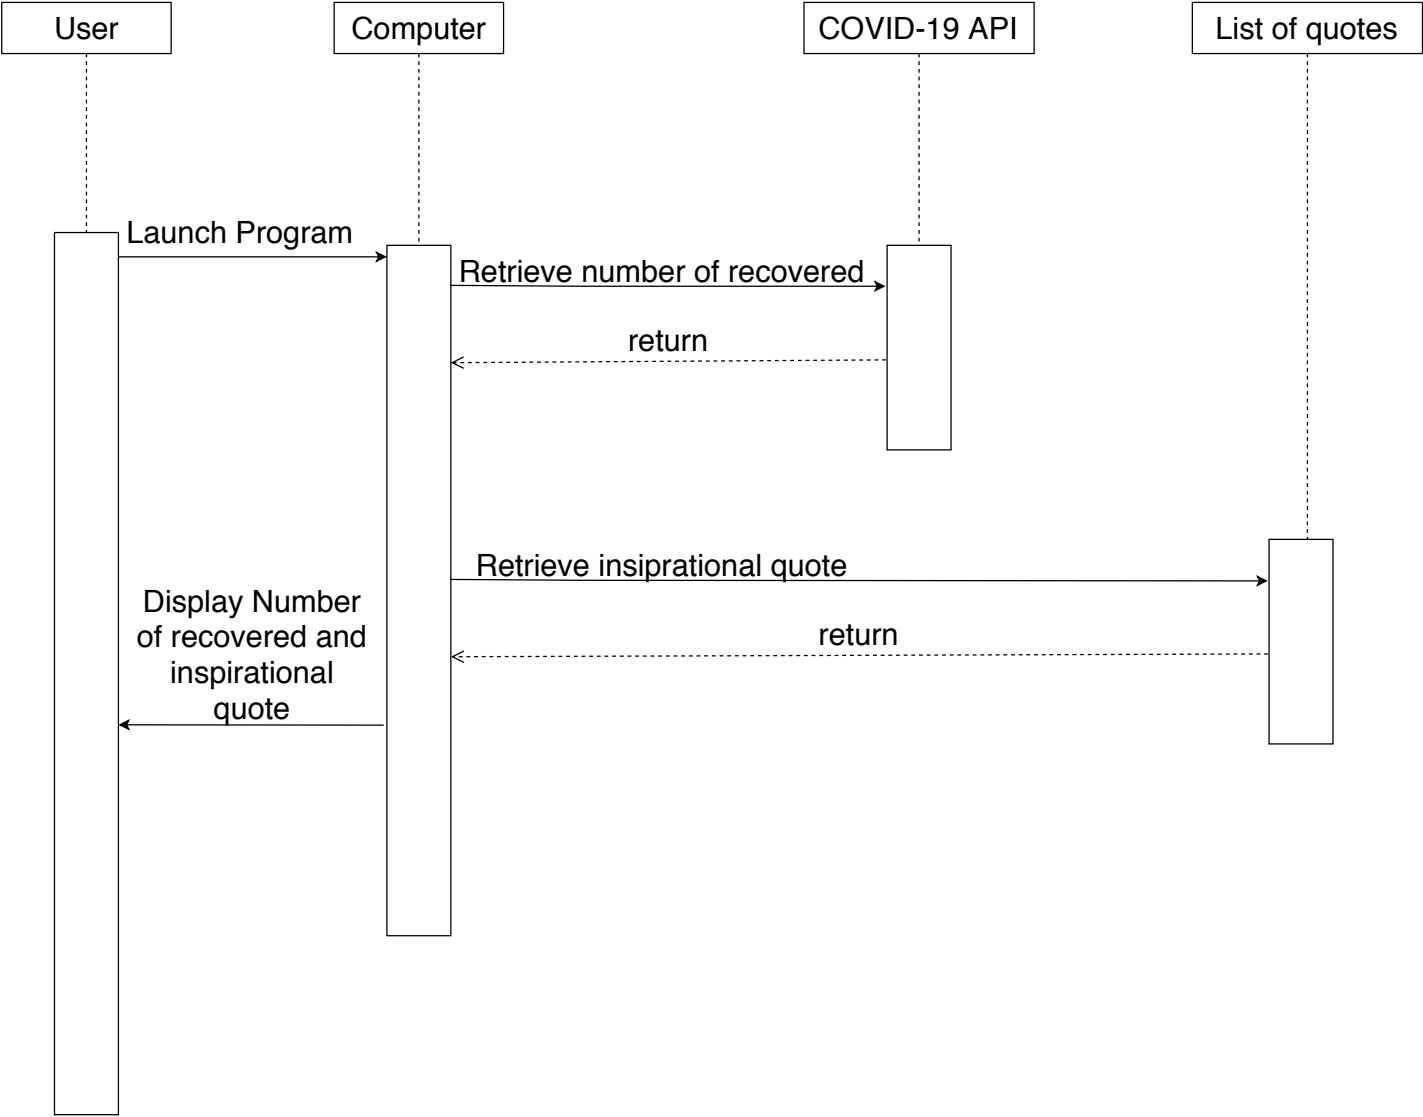 User
Computer
COVID-19 API
List of quotes
Launch Program
Retrieve number of recovered
return
Retrieve insiprational quote
Display Number
of recovered and
inspirational
quote
return